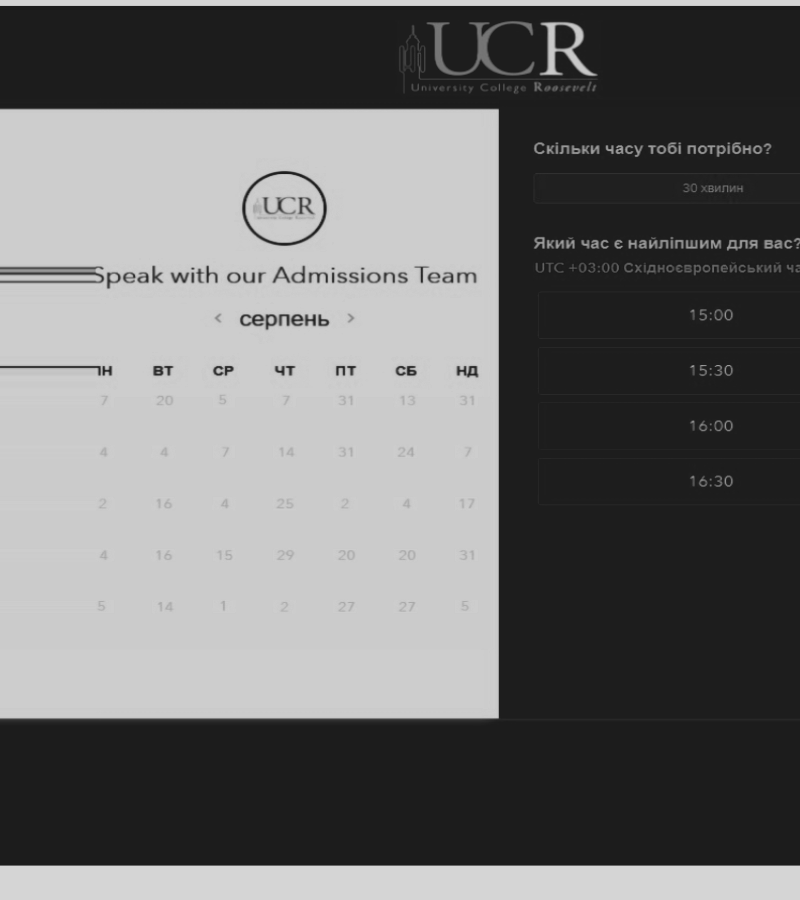 UCR
University College Roosevelt
UCR
Speak with our Admissions Team
< серпень >
ПН ВТ СР ЧТ ПТ СБ НД
7 20 5 7 31 13 31
4 4 7 14 31 24 7
2 16 4 25 2 4 17
4 16 15 29 20 20 31
5 14 1 2 27 27 5
Скільки часу тобі потрібно?
30 хвилин
Який час є найліпшим для вас?
UTC +03:00 Східноєвропейський
15:00
15:30
16:00
16:30